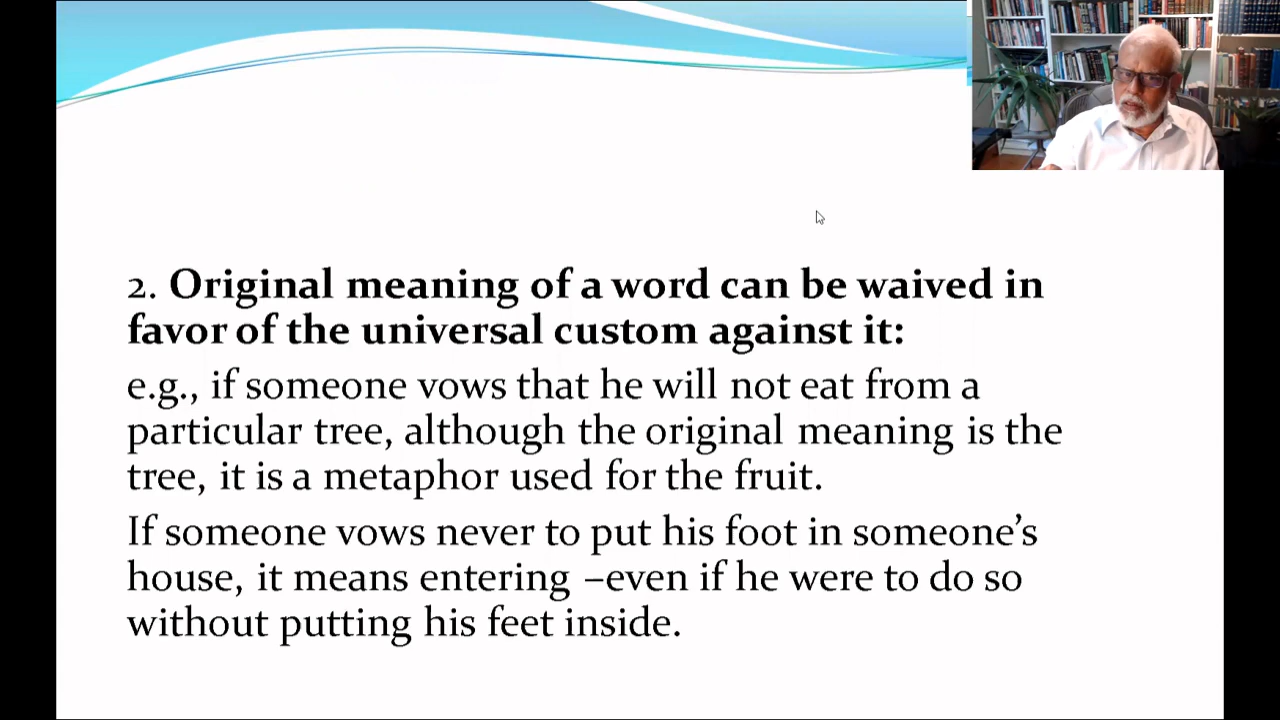 2. Original meaning of a word can be waived in
favor of the universal custom against it:
e.g., if someone vows that he will not eat from a
particular tree, although the original meaning is the
tree, it is a metaphor used for the fruit.
If someone vows never to put his foot in someone’s
house, it means entering –even if he were to do so
without putting his feet inside.